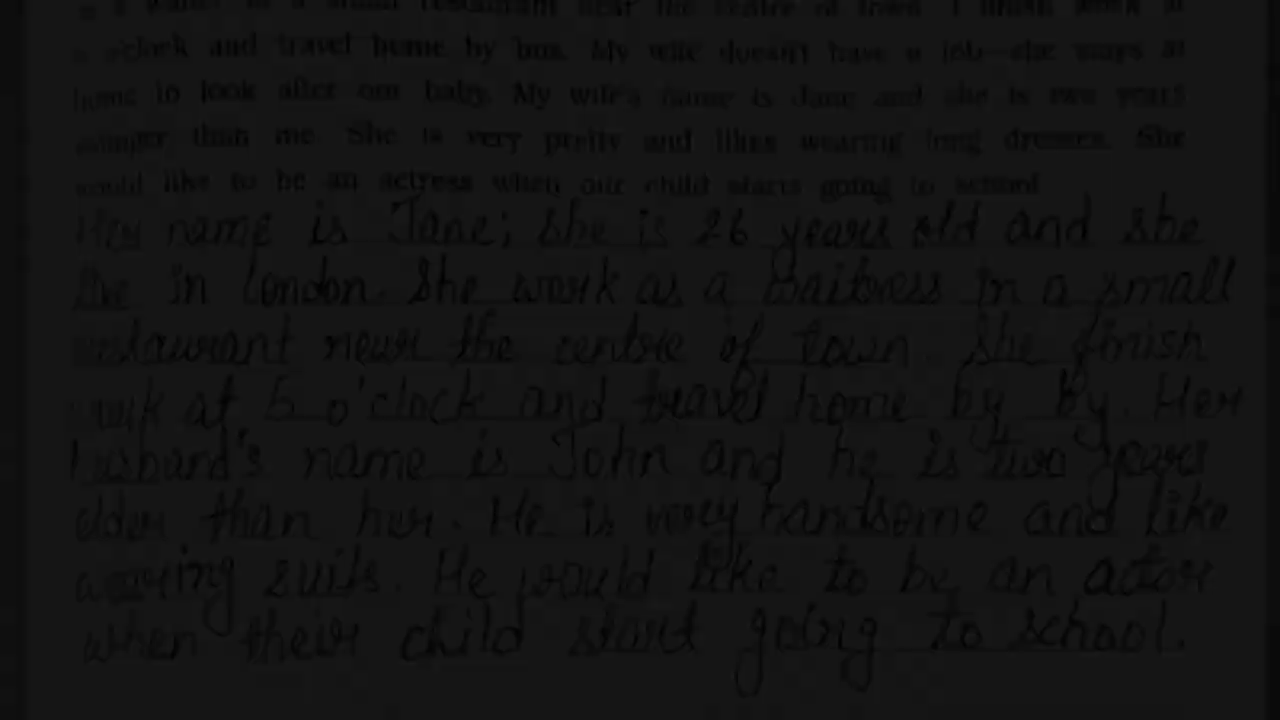 a waiter in a small restaurant near the centre of town. I finish work at
o'clock and travel home by bus. My wife doesn't have a job—she stays at
home to look after our baby. My wife's name is Jane and she is two years
younger than me. She is very pretty and likes wearing long dresses. She
would like to be an actress when our child starts going to school
Her name is Jane; she is 26 years old and she
live in London. She work as a waitress in a small
restaurant near the centre of town. She finish
work at 5 o'clock and travel home by by. Her
husband's name is John and he is two years
older than her. He is very handsome and like
wearing suits. He would like to be an actor
when their child start going to school.